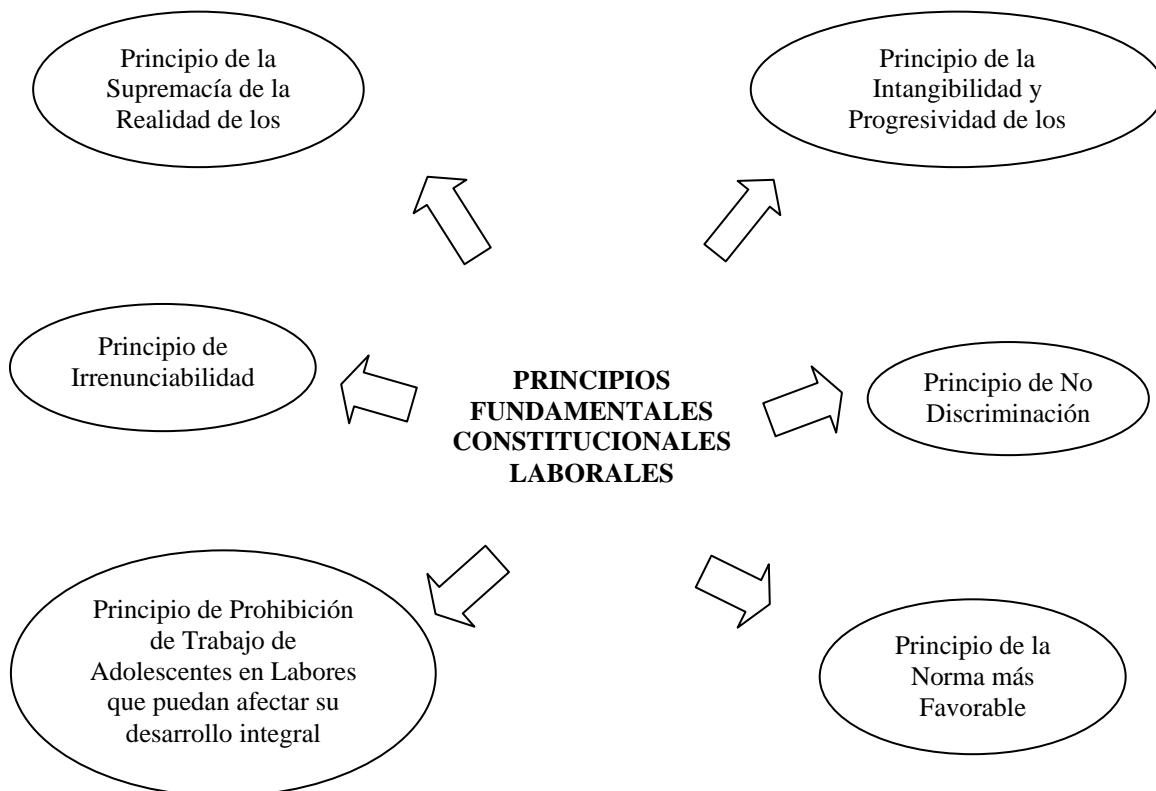 Principio de la
Supremacía de la
Realidad de los
Principio de la
Intangibilidad y
Progresividad de los
Principio de
Irrenunciabilidad
PRINCIPIOS
FUNDAMENTALES
CONSTITUCIONALES
LABORALES
Principio de No
Discriminación
Principio de Prohibición
de Trabajo de
Adolescentes en Labores
que puedan afectar su
desarrollo integral
Principio de la
Norma más
Favorable